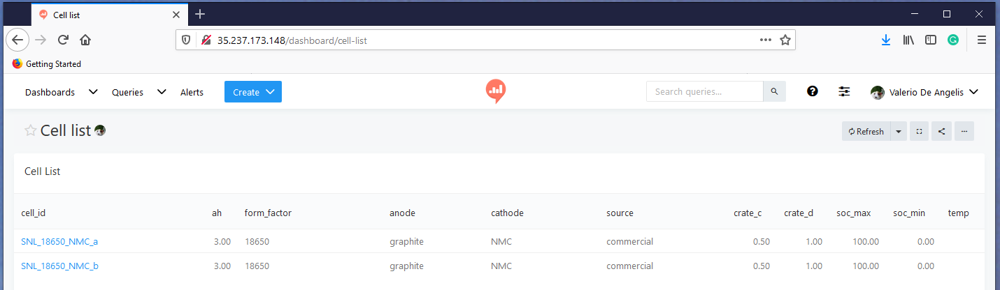 Cell list
35.237.173.148/dashboard/cell-list
Getting Started
Dashboards Queries Alerts Create Search queries... Valerio De Angelis
Cell list Refresh
Cell List
cell_id ah form_factor anode cathode source crate_c crate_d soc_max soc_min temp
SNL_18650_NMC_a 3.00 18650 graphite NMC commercial 0.50 1.00 100.00 0.00
SNL_18650_NMC_b 3.00 18650 graphite NMC commercial 0.50 1.00 100.00 0.00